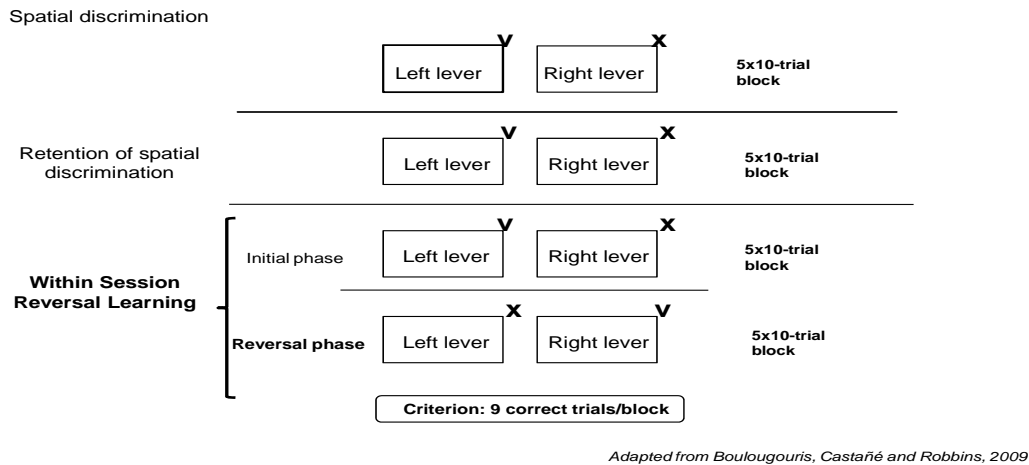 Spatial discrimination
V X
Left lever Right lever 5x10-trial
block
V X
Retention of spatial
discrimination
Left lever Right lever 5x10-trial
block
V X
Within Session
Reversal Learning
Initial phase Left lever Right lever 5x10-trial
block
X V
Reversal phase Left lever Right lever 5x10-trial
block
Criterion: 9 correct trials/block
Adapted from Boulougouris, Castañé and Robbins, 2009